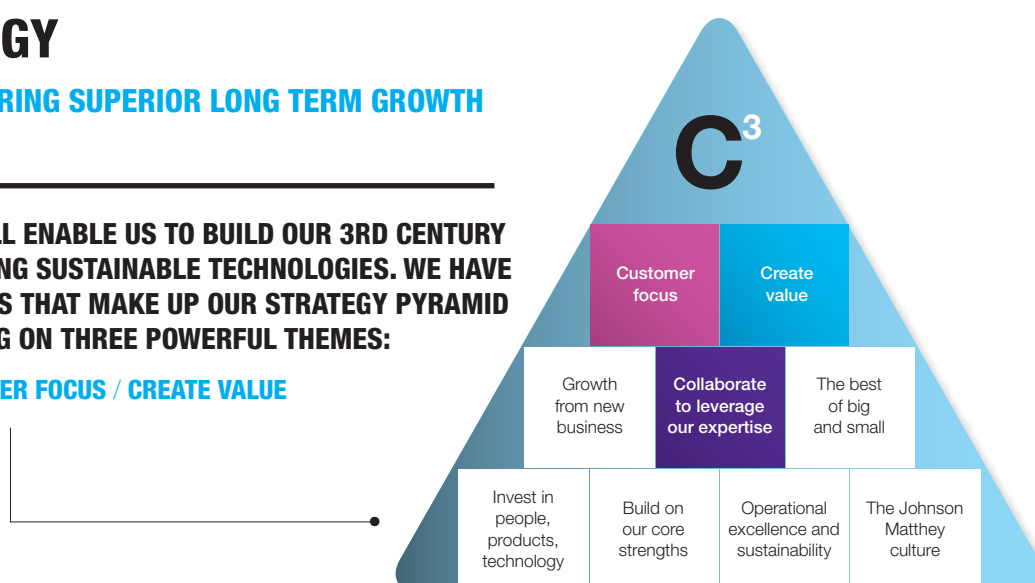 GY
RING SUPERIOR LONG TERM GROWTH
LL ENABLE US TO BUILD OUR 3RD CENTURY
NG SUSTAINABLE TECHNOLOGIES. WE HAVE
S THAT MAKE UP OUR STRATEGY PYRAMID
G ON THREE POWERFUL THEMES:
ER FOCUS / CREATE VALUE
C³
Customer
focus
Create
value
Growth
from new
business
Collaborate
to leverage
our expertise
The best
of big
and small
Invest in
people,
products,
technology
Build on
our core
strengths
Operational
excellence and
sustainability
The Johnson
Matthey
culture